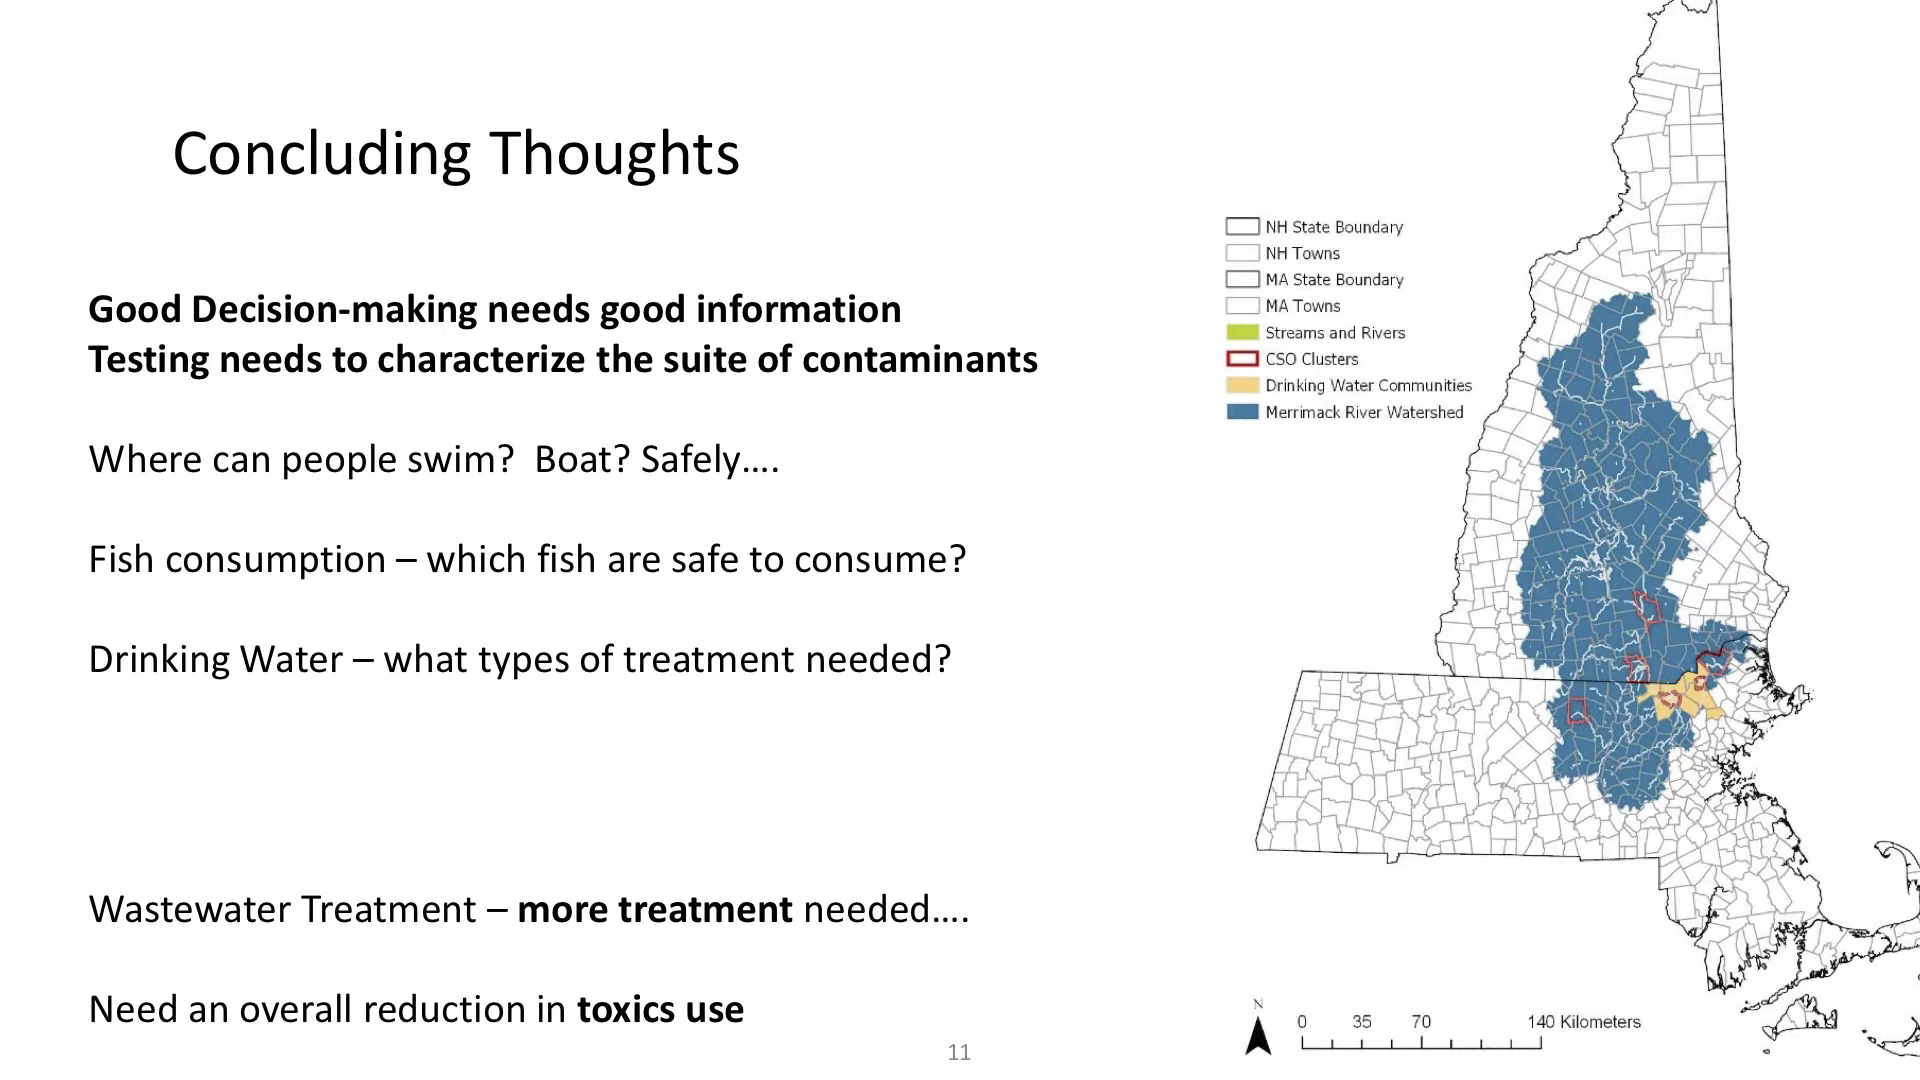 Concluding Thoughts
Good Decision-making needs good information
Testing needs to characterize the suite of contaminants
Where can people swim?  Boat? Safely....
Fish consumption – which fish are safe to consume?
Drinking Water – what types of treatment needed?
Wastewater Treatment – more treatment needed....
Need an overall reduction in toxics use
11
NH State Boundary
NH Towns
MA State Boundary
MA Towns
Streams and Rivers
CSO Clusters
Drinking Water Communities
Merrimack River Watershed
N
0 35 70 140 Kilometers